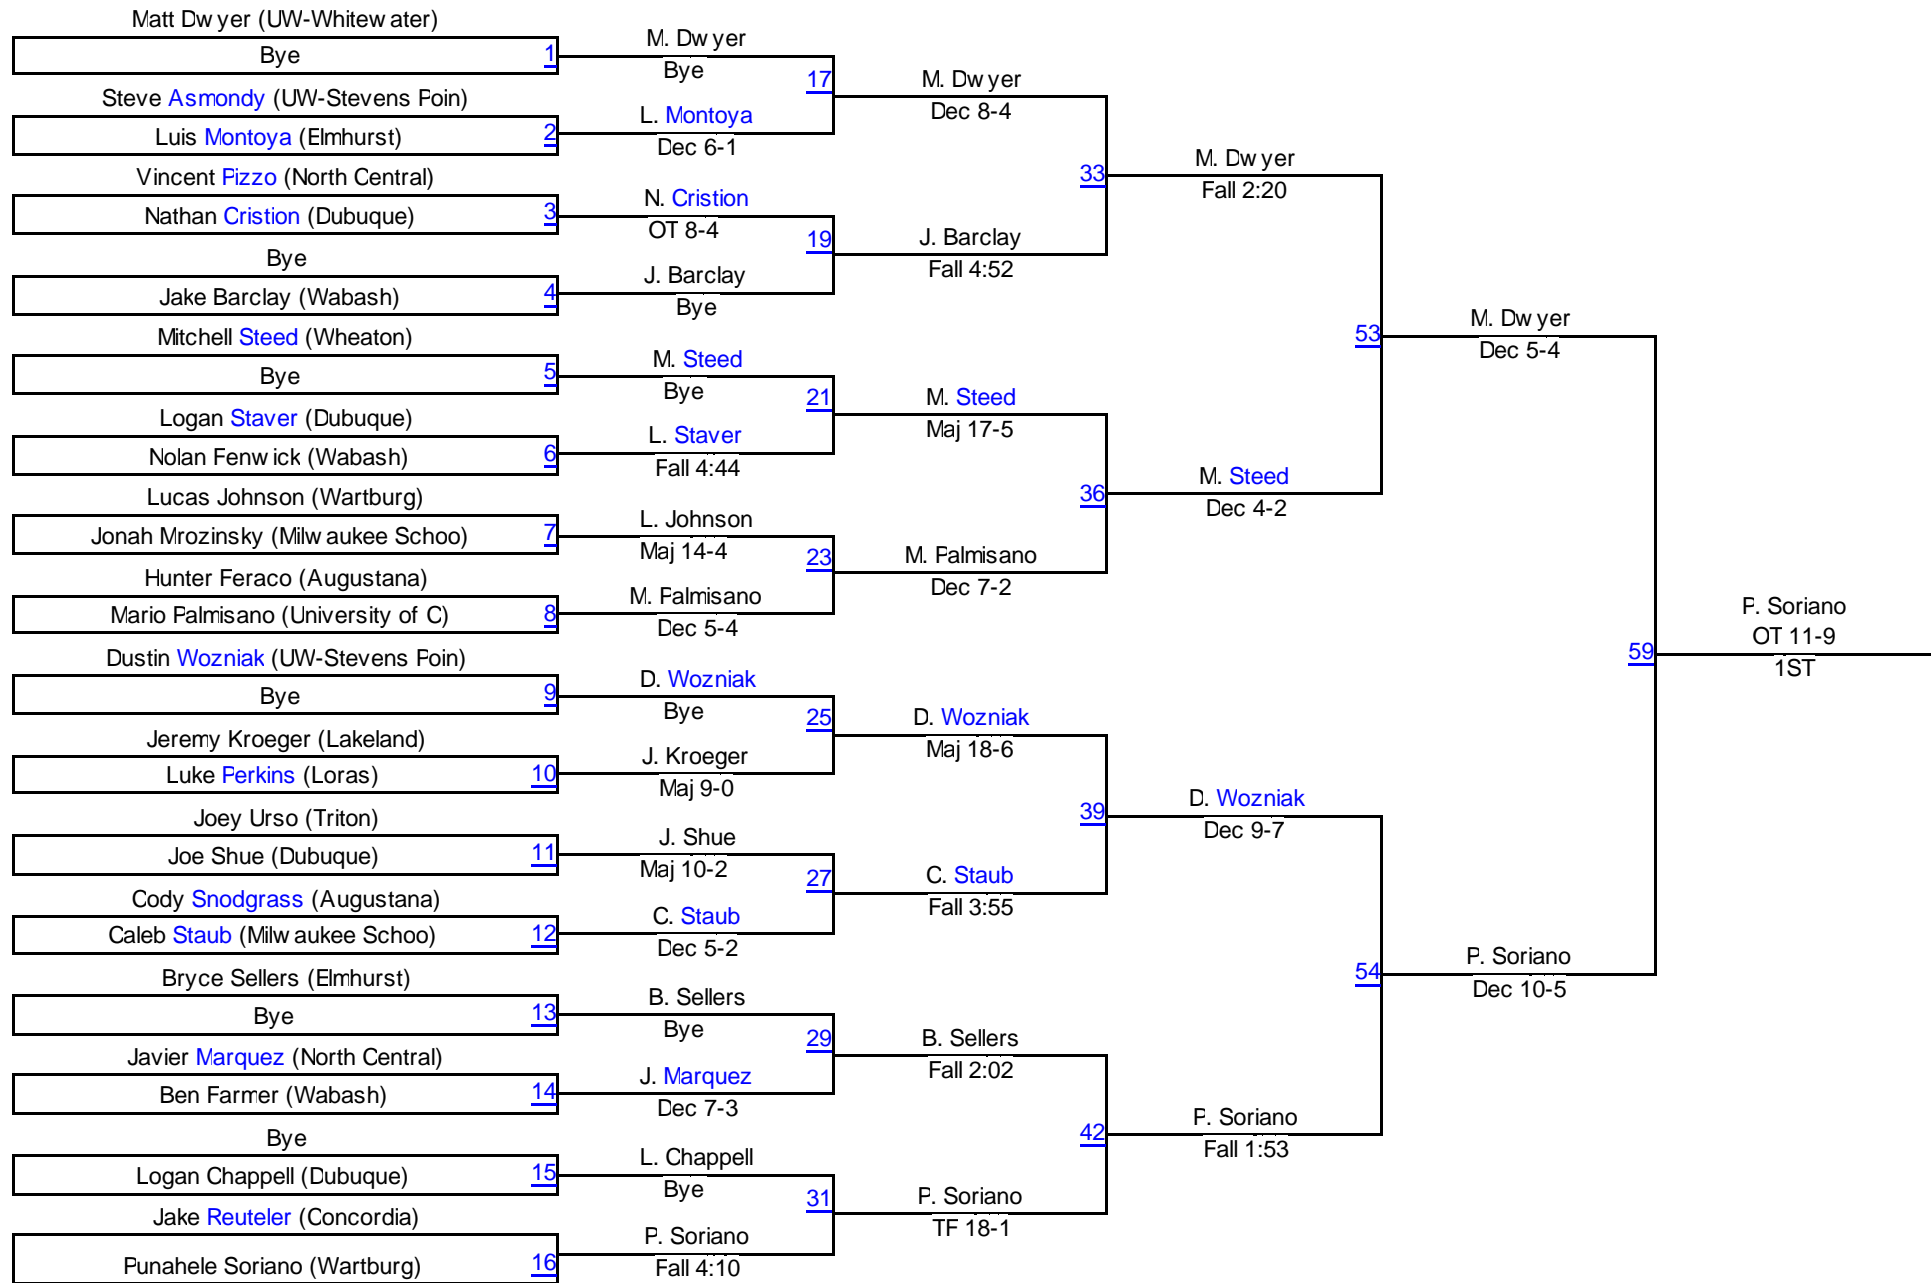 Matt Dwyer (UW-Whitewater)
Bye
1
Steve Asmondy (UW-Stevens Poin)
Luis Montoya (Elmhurst)
2
Vincent Pizzo (North Central)
Nathan Cristion (Dubuque)
3
Bye
Jake Barclay (Wabash)
4
Mitchell Steed (Wheaton)
Bye
5
Logan Staver (Dubuque)
Nolan Fenwick (Wabash)
6
Lucas Johnson (Wartburg)
Jonah Mrozinsky (Milwaukee Schoo)
7
Hunter Feraco (Augustana)
Mario Palmisano (University of C)
8
Dustin Wozniak (UW-Stevens Poin)
Bye
9
Jeremy Kroeger (Lakeland)
Luke Perkins (Loras)
10
Joey Urso (Triton)
Joe Shue (Dubuque)
11
Cody Snodgrass (Augustana)
Caleb Staub (Milwaukee Schoo)
12
Bryce Sellers (Elmhurst)
Bye
13
Javier Marquez (North Central)
Ben Farmer (Wabash)
14
Bye
Logan Chappell (Dubuque)
15
Jake Reuteler (Concordia)
Punahele Soriano (Wartburg)
16
M. Dwyer
Bye
17
L. Montoya
Dec 6-1
N. Cristion
OT 8-4
19
J. Barclay
Bye
M. Steed
Bye
21
L. Staver
Fall 4:44
L. Johnson
Maj 14-4
23
M. Palmisano
Dec 5-4
D. Wozniak
Bye
25
J. Kroeger
Maj 9-0
J. Shue
Maj 10-2
27
C. Staub
Dec 5-2
B. Sellers
Bye
29
J. Marquez
Dec 7-3
L. Chappell
Bye
31
P. Soriano
Fall 4:10
M. Dwyer
Dec 8-4
33
J. Barclay
Fall 4:52
M. Steed
Maj 17-5
36
M. Palmisano
Dec 7-2
D. Wozniak
Maj 18-6
39
C. Staub
Fall 3:55
B. Sellers
Fall 2:02
42
P. Soriano
TF 18-1
M. Dwyer
Fall 2:20
53
M. Steed
Dec 4-2
D. Wozniak
Dec 9-7
54
P. Soriano
Fall 1:53
M. Dwyer
Dec 5-4
59
P. Soriano
Dec 10-5
P. Soriano
OT 11-9
1ST